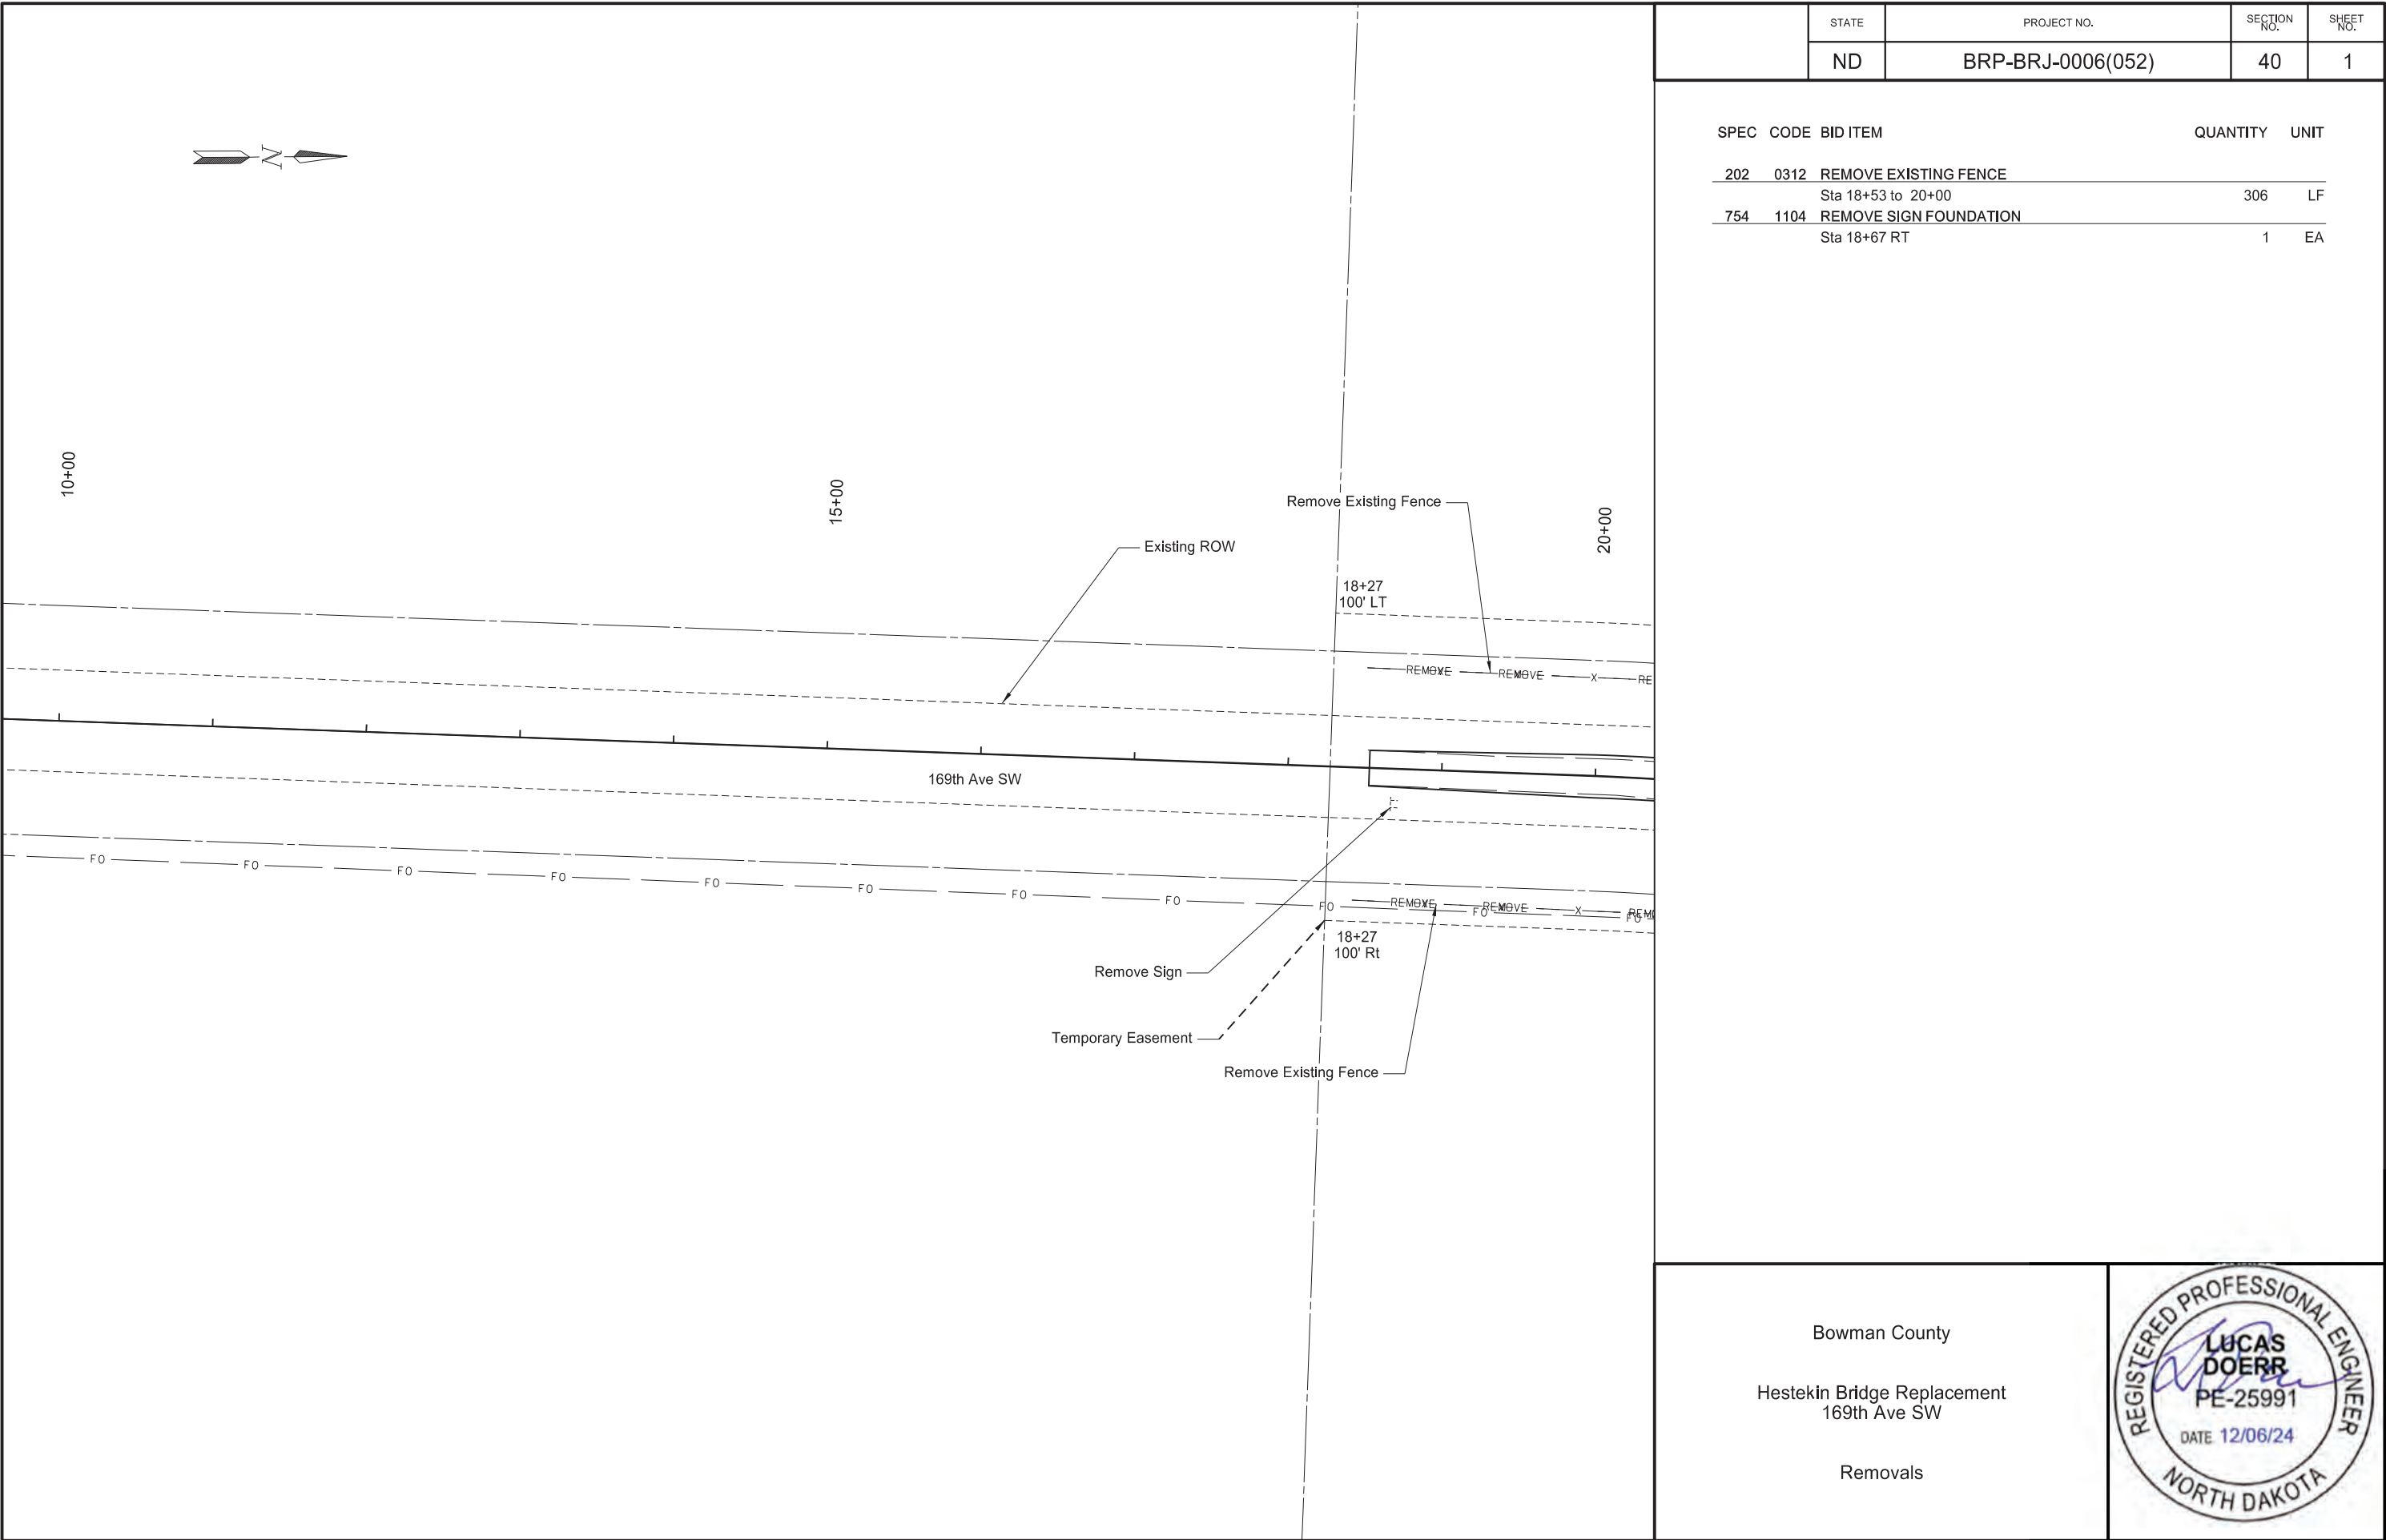 STATE PROJECT NO. SECTION NO. SHEET NO.
ND BRP-BRJ-0006(052) 40 1
SPEC CODE BID ITEM QUANTITY UNIT
202 0312 REMOVE EXISTING FENCE
Sta 18+53 to 20+00 306 LF
754 1104 REMOVE SIGN FOUNDATION
Sta 18+67 RT 1 EA
N
10+00
15+00
20+00
Remove Existing Fence
Existing ROW
18+27
100' LT
REMOVE REMOVE X RE
169th Ave SW
FO FO FO FO FO FO FO FO FO FO FO
REMOVE REMOVE X REM
18+27
100' Rt
Remove Sign
Temporary Easement
Remove Existing Fence
Bowman County
Hestekin Bridge Replacement
169th Ave SW
Removals
REGISTERED PROFESSIONAL ENGINEER
LUCAS
DOERR
PE-25991
DATE 12/06/24
NORTH DAKOTA